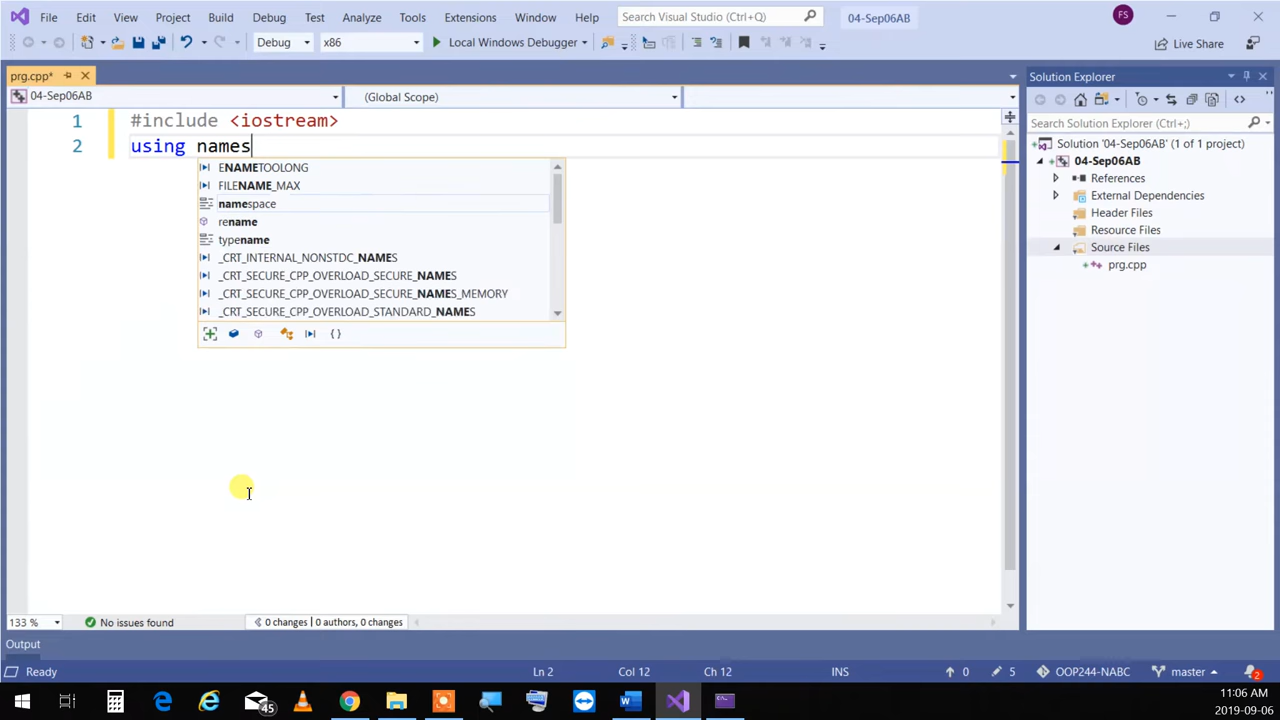 File Edit View Project Build Debug Test Analyze Tools Extensions Window Help Search Visual Studio (Ctrl+Q) 04-Sep06AB FS
Debug x86 Local Windows Debugger Live Share
prg.cpp*
04-Sep06AB (Global Scope)
1 #include <iostream>
2 using names
ENAMETOOLONG
FILENAME_MAX
namespace
rename
typename
_CRT_INTERNAL_NONSTDC_NAMES
_CRT_SECURE_CPP_OVERLOAD_SECURE_NAMES
_CRT_SECURE_CPP_OVERLOAD_SECURE_NAMES_MEMORY
_CRT_SECURE_CPP_OVERLOAD_STANDARD_NAMES
Solution Explorer
Search Solution Explorer (Ctrl+;)
Solution '04-Sep06AB' (1 of 1 project)
04-Sep06AB
References
External Dependencies
Header Files
Resource Files
Source Files
prg.cpp
133 % No issues found 0 changes | 0 authors, 0 changes
Output
Ready Ln 2 Col 12 Ch 12 INS 0 5 OOP244-NABC master 2
45
11:06 AM
2019-09-06